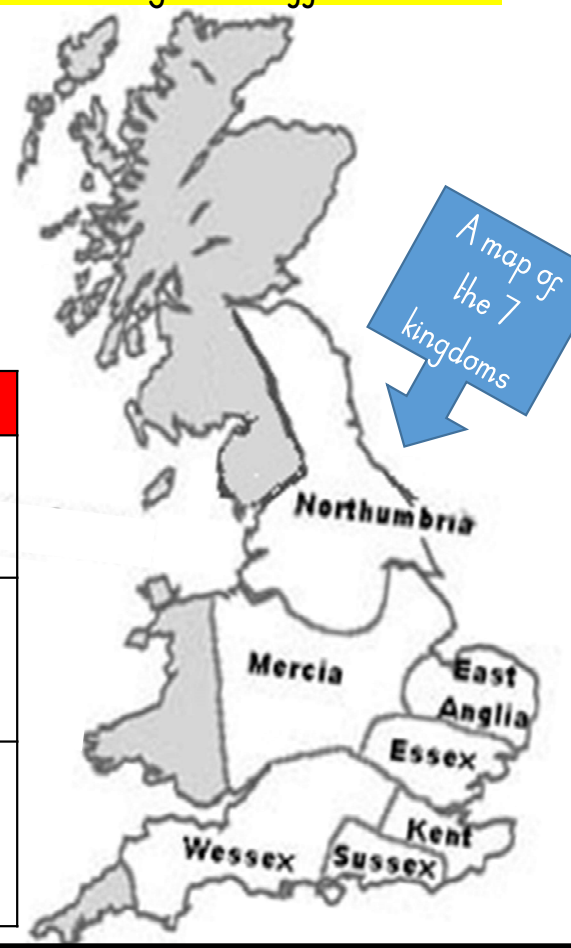 A map of
the 7
kingdoms
Northumbria
Mercia
East
Anglia
Essex
Kent
Wessex
Sussex